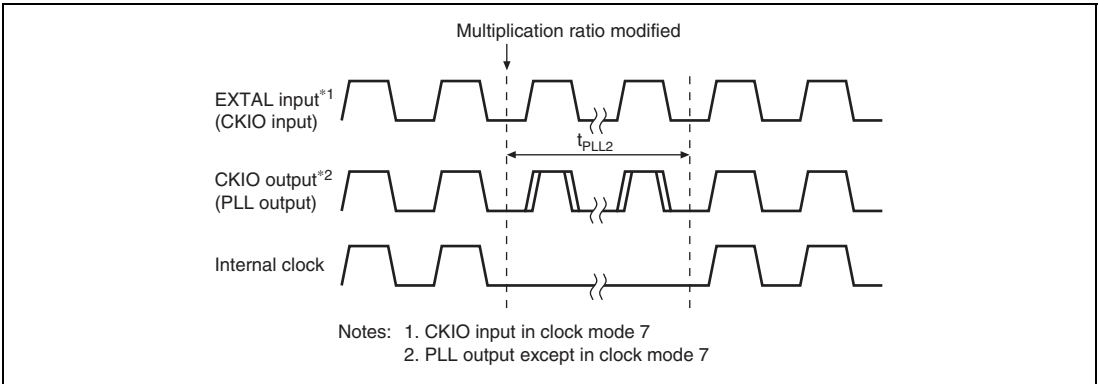 Multiplication ratio modified
EXTAL input*1
(CKIO input)
tPLL2
CKIO output*2
(PLL output)
Internal clock
Notes: 1. CKIO input in clock mode 7
2. PLL output except in clock mode 7